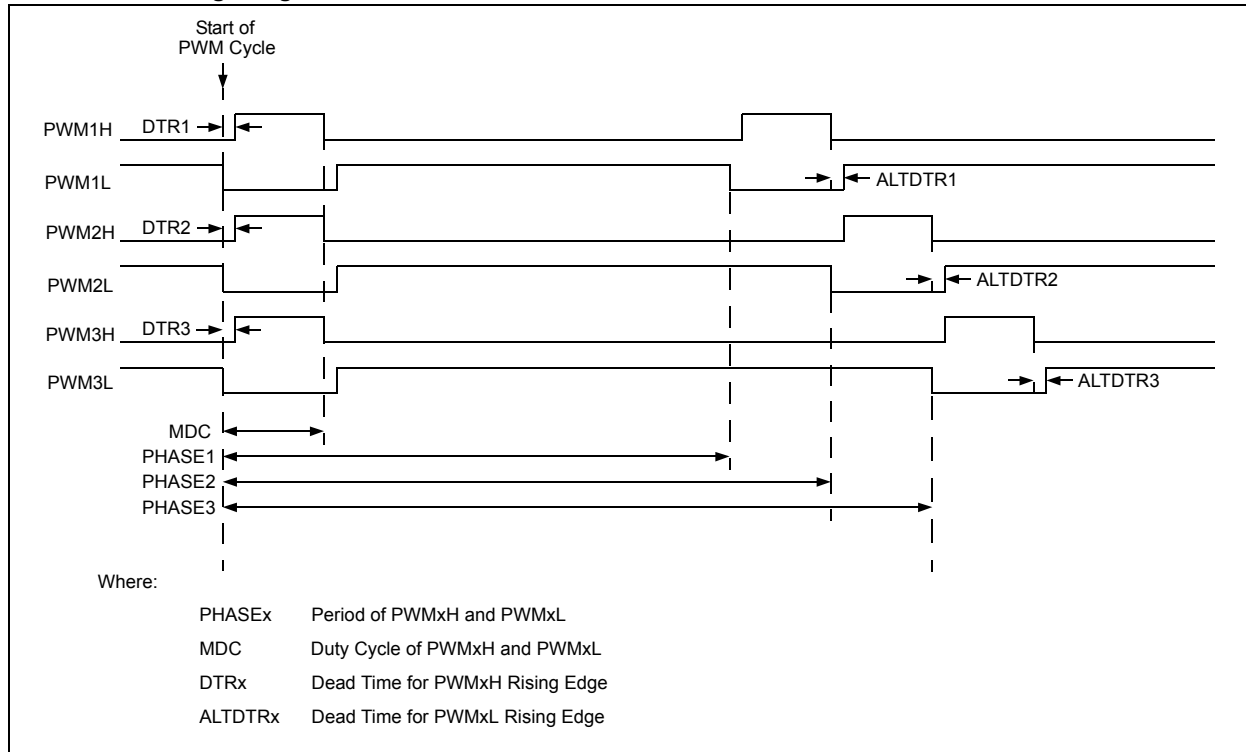 Start of
PWM Cycle
PWM1H DTR1
PWM1L ALTDTR1
PWM2H DTR2
PWM2L ALTDTR2
PWM3H DTR3
PWM3L ALTDTR3
MDC
PHASE1
PHASE2
PHASE3
Where:
PHASEx Period of PWMxH and PWMxL
MDC Duty Cycle of PWMxH and PWMxL
DTRx Dead Time for PWMxH Rising Edge
ALTDTRx Dead Time for PWMxL Rising Edge